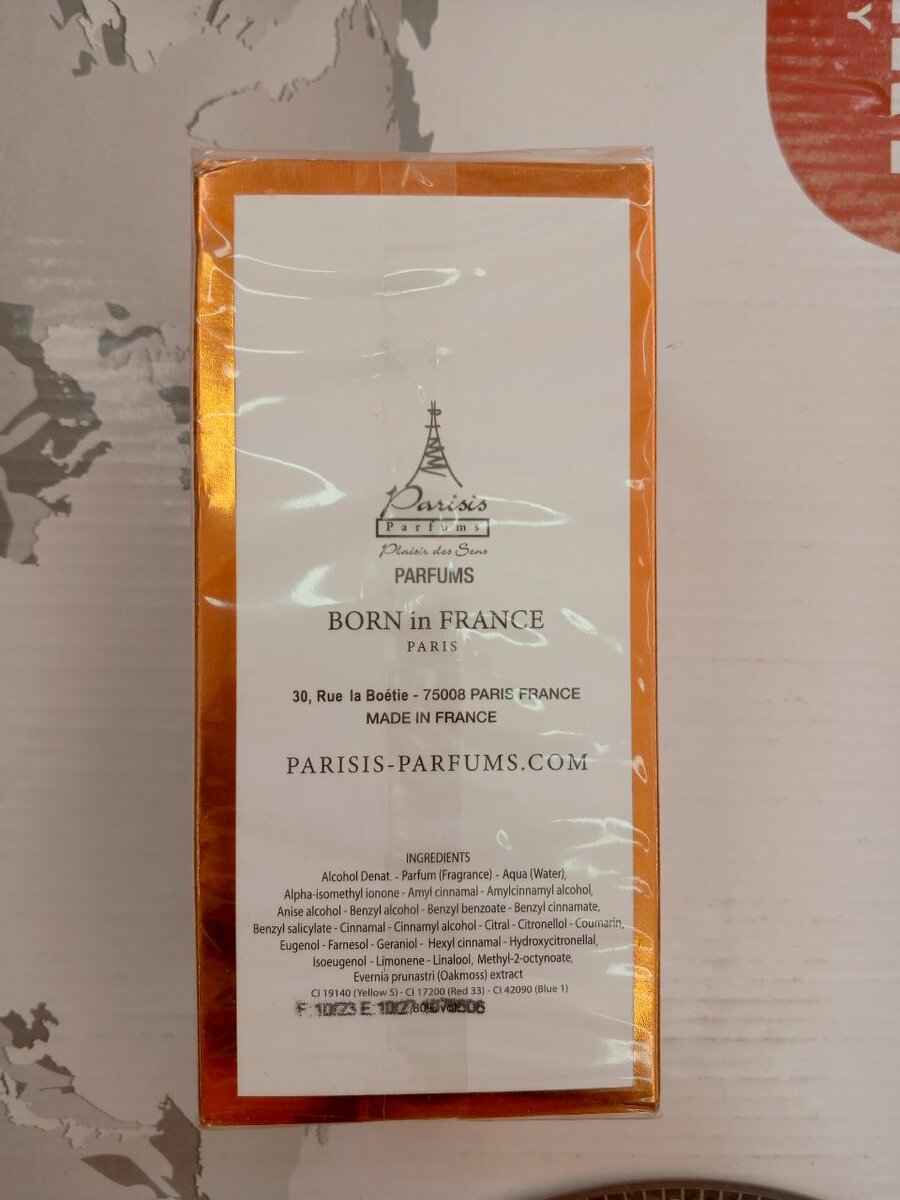 Y
Parisis
Parfums
Plaisir des Sens
PARFUMS
BORN in FRANCE
PARIS
30, Rue la Boétie - 75008 PARIS FRANCE
MADE IN FRANCE
PARISIS-PARFUMS.COM
INGREDIENTS
Alcohol Denat - Parfum (Fragrance) - Aqua (Water),
Alpha-isomethyl ionone - Amyl cinnamal - Amylcinnamyl alcohol,
Anise alcohol - Benzyl alcohol - Benzyl benzoate - Benzyl cinnamate,
Benzyl salicylate - Cinnamal - Cinnamyl alcohol - Citral - Citronellol - Coumarin,
Eugenol - Farnesol - Geraniol - Hexyl cinnamal - Hydroxycitronellal,
Isoeugenol - Limonene - Linalool, Methyl-2-octynoate,
Evernia prunastri (Oakmoss) extract
CI 19140 (Yellow 5) - CI 17200 (Red 33) - CI 42090 (Blue 1)
F 10/23 E 80% vol